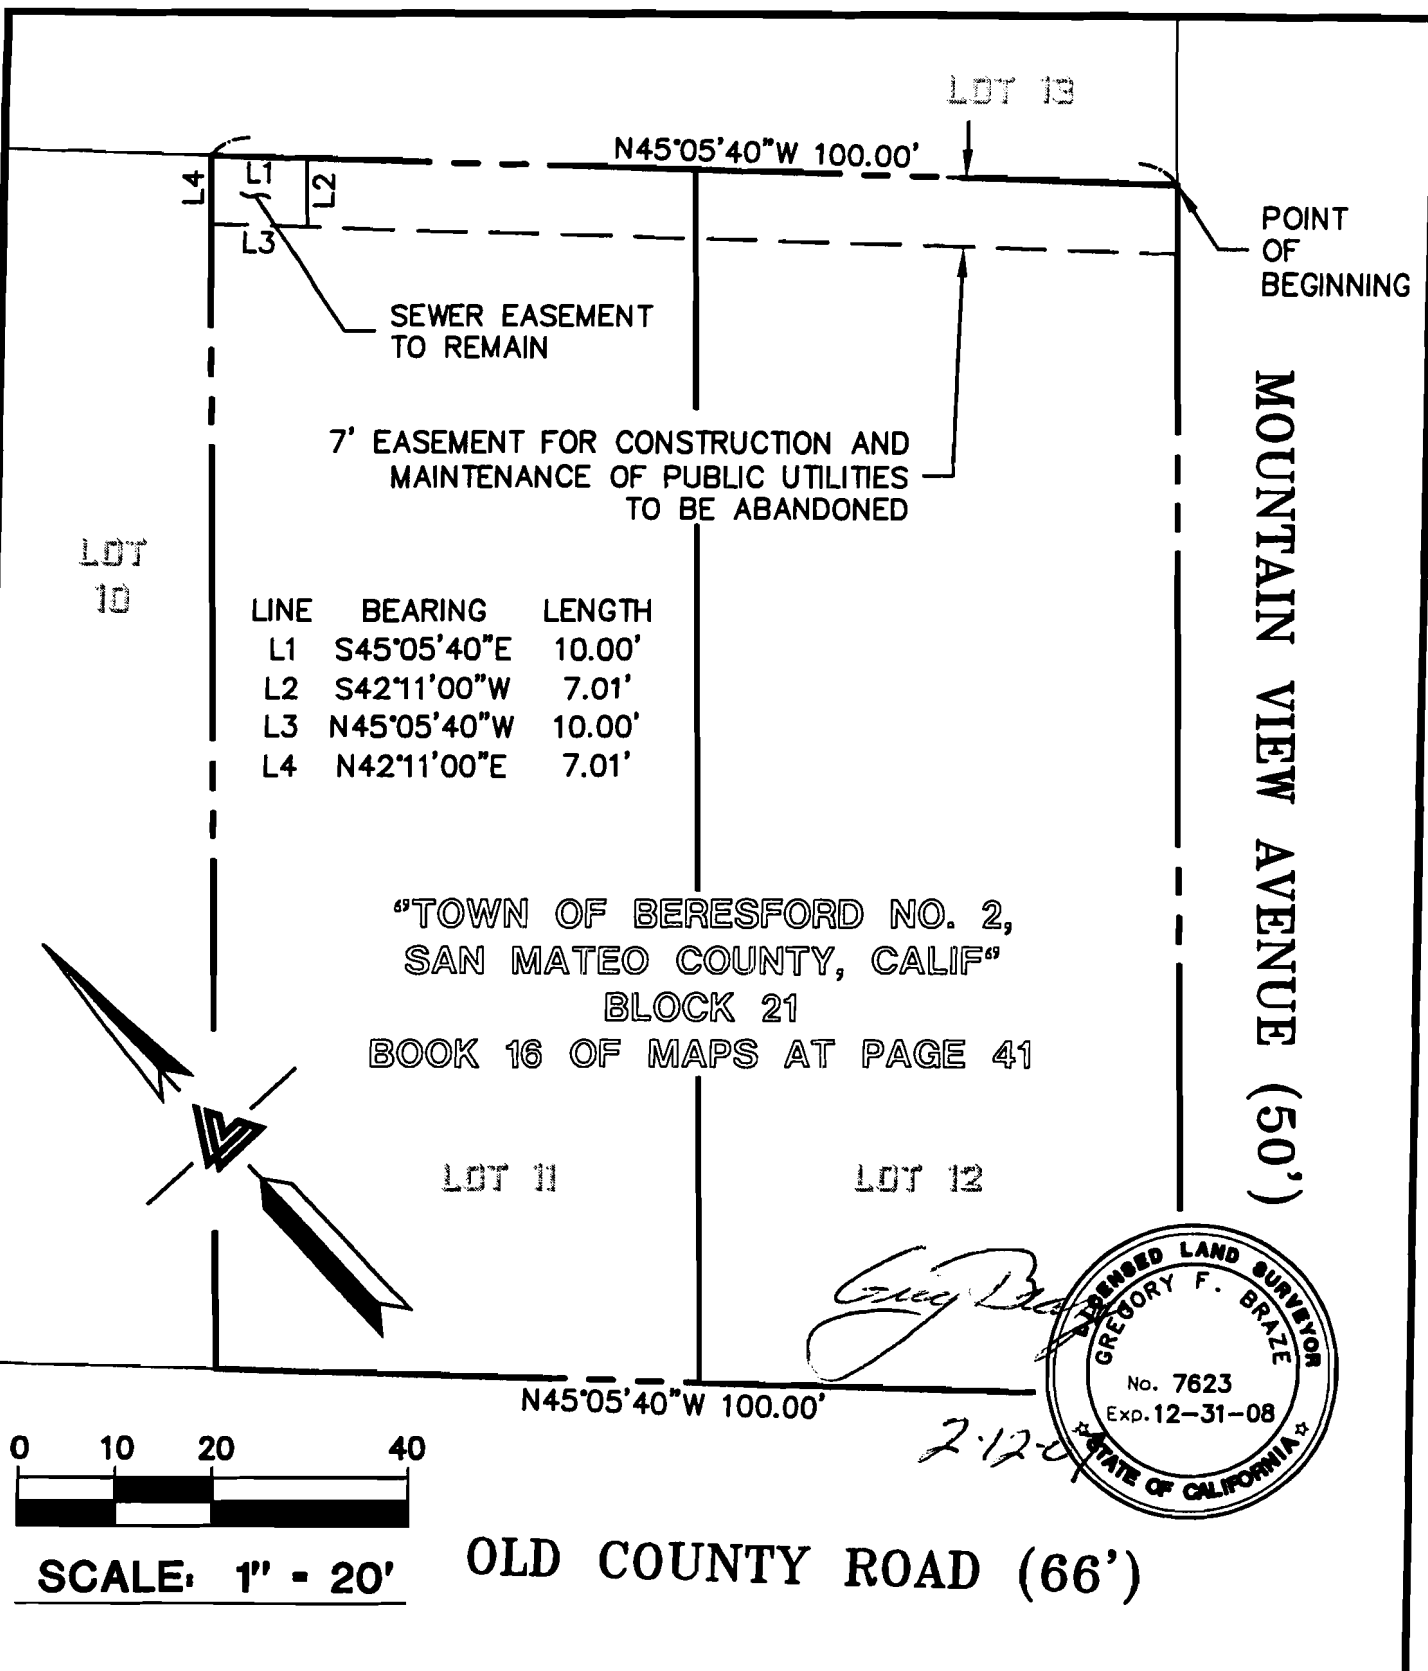 LOT 13
N45°05'40"W 100.00'
L4
L1
L2
L3
POINT
OF
BEGINNING
SEWER EASEMENT
TO REMAIN
7' EASEMENT FOR CONSTRUCTION AND
MAINTENANCE OF PUBLIC UTILITIES
TO BE ABANDONED
MOUNTAIN VIEW AVENUE (50')
LOT
10
LINE BEARING LENGTH
L1 S45°05'40"E 10.00'
L2 S42°11'00"W 7.01'
L3 N45°05'40"W 10.00'
L4 N42°11'00"E 7.01'
"TOWN OF BERESFORD NO. 2,
SAN MATEO COUNTY, CALIF"
BLOCK 21
BOOK 16 OF MAPS AT PAGE 41
LOT 11
LOT 12
Greg Braze
LICENSED LAND SURVEYOR
GREGORY F. BRAZE
No. 7623
Exp. 12-31-08
STATE OF CALIFORNIA
N45°05'40"W 100.00'
0 10 20 40
SCALE: 1" = 20'
OLD COUNTY ROAD (66')